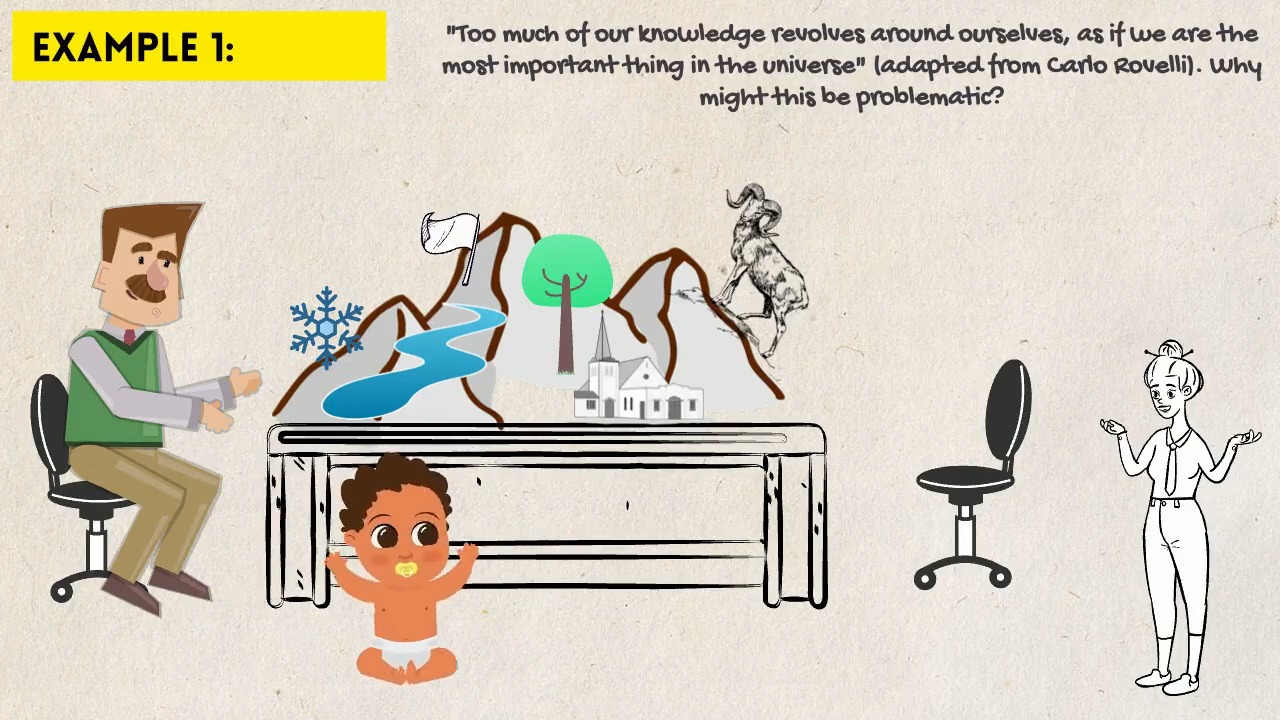 EXAMPLE 1:
"Too much of our knowledge revolves around ourselves, as if we are the
most important thing in the universe" (adapted from Carlo Rovelli). Why
might this be problematic?